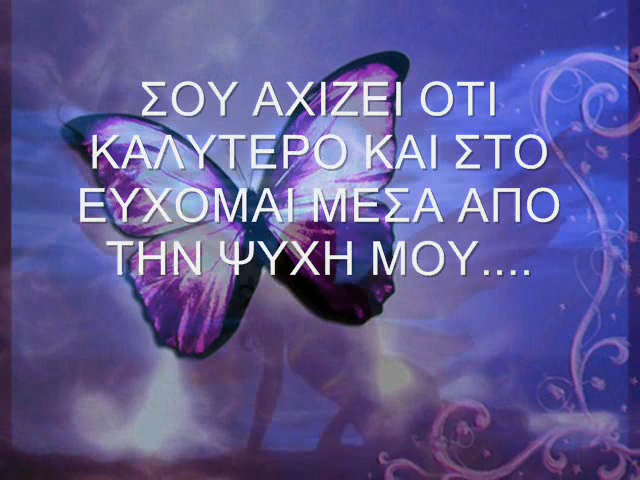 ΣΟΥ ΑΧΙΖΕΙ ΟΤΙ
ΚΑΛΥΤΕΡΟ ΚΑΙ ΣΤΟ
ΕΥΧΟΜΑΙ ΜΕΣΑ ΑΠΟ
ΤΗΝ ΨΥΧΗ ΜΟΥ....